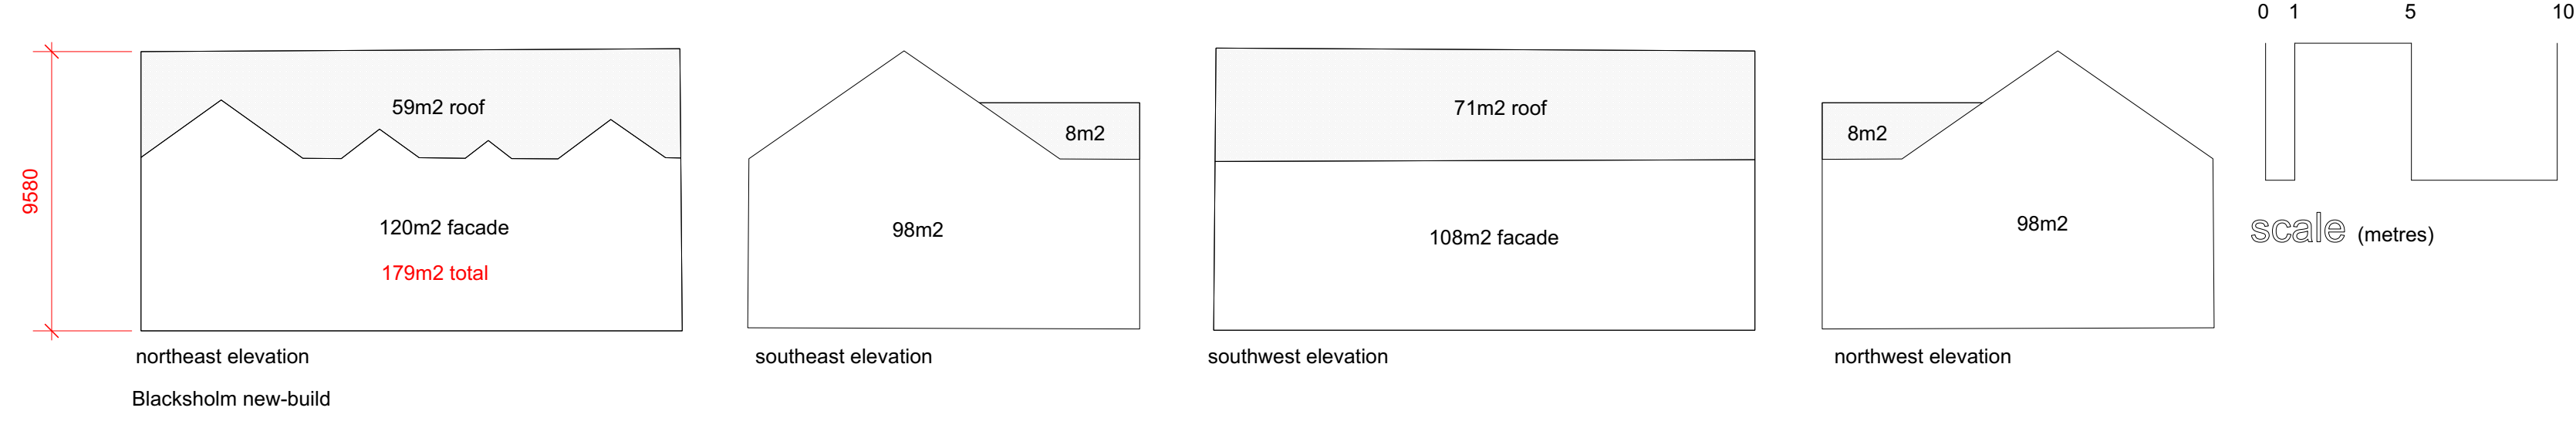 0 1 5 10
9580
59m2 roof
120m2 facade
179m2 total
northeast elevation
Blacksholm new-build
8m2
98m2
southeast elevation
71m2 roof
108m2 facade
southwest elevation
8m2
98m2
northwest elevation
scale (metres)